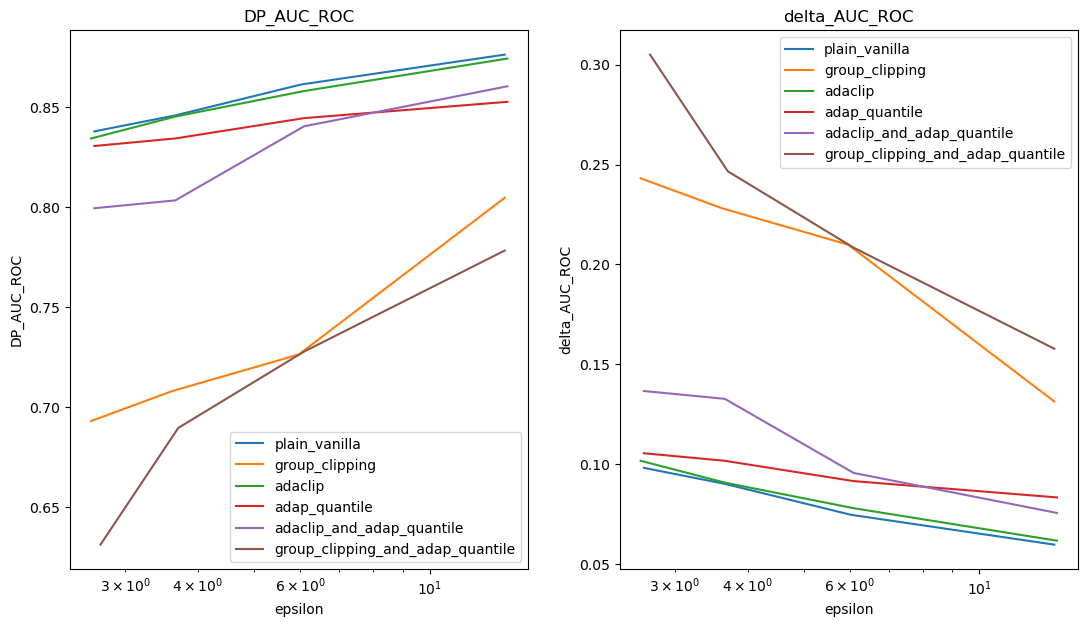 DP_AUC_ROC
DP_AUC_ROC
0.85
0.80
0.75
0.70
0.65
plain_vanilla
group_clipping
adaclip
adap_quantile
adaclip_and_adap_quantile
group_clipping_and_adap_quantile
3 × 10⁰
4 × 10⁰
6 × 10⁰
10¹
epsilon
delta_AUC_ROC
delta_AUC_ROC
0.30
0.25
0.20
0.15
0.10
0.05
plain_vanilla
group_clipping
adaclip
adap_quantile
adaclip_and_adap_quantile
group_clipping_and_adap_quantile
3 × 10⁰
4 × 10⁰
6 × 10⁰
10¹
epsilon